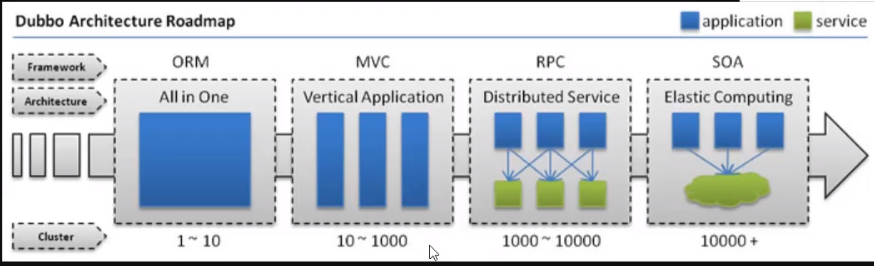 Dubbo Architecture Roadmap
application
service
Framework
ORM
MVC
RPC
SOA
Architecture
All in One
Vertical Application
Distributed Service
Elastic Computing
Cluster
1 ~ 10
10 ~ 1000
1000 ~ 10000
10000 +